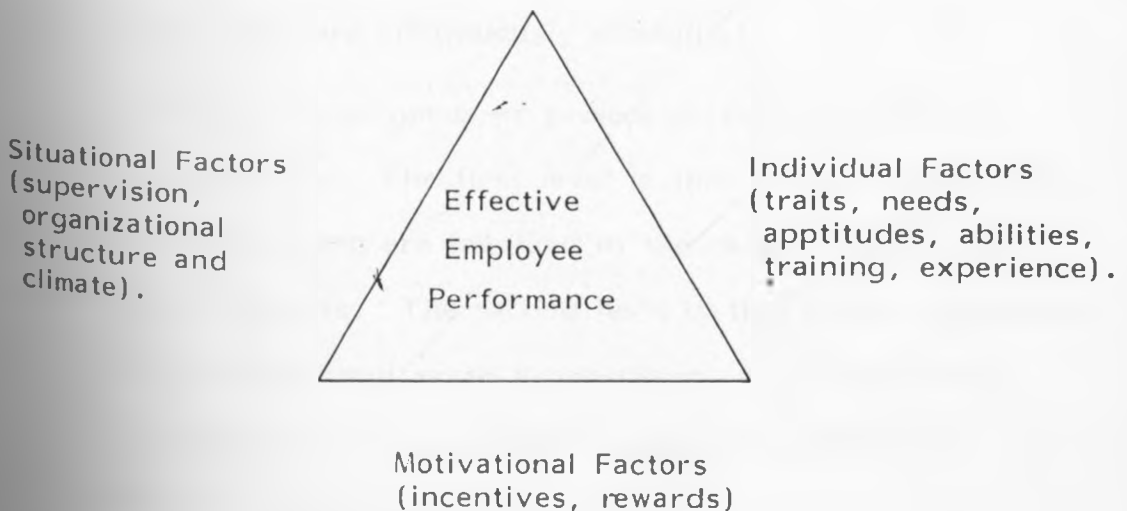 Situational Factors
(supervision,
organizational
structure and
climate).
Effective
Employee
Performance
Individual Factors
(traits, needs,
apptitudes, abilities,
training, experience).
Motivational Factors
(incentives, rewards)